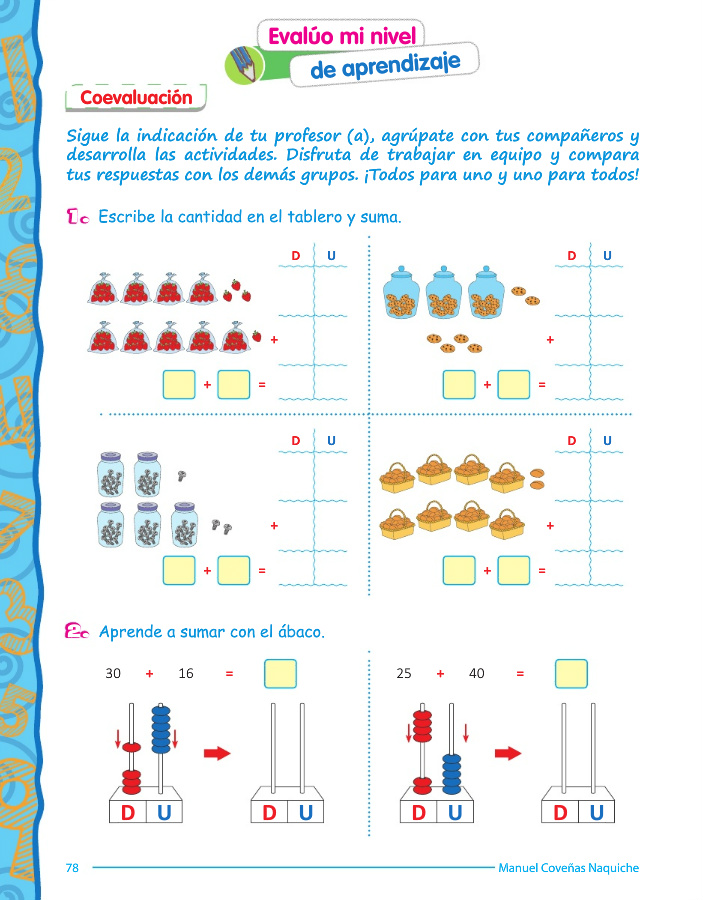 Evalúo mi nivel
de aprendizaje
Coevaluación
Sigue la indicación de tu profesor (a), agrúpate con tus compañeros y
desarrolla las actividades. Disfruta de trabajar en equipo y compara
tus respuestas con los demás grupos. ¡Todos para uno y uno para todos!
1. Escribe la cantidad en el tablero y suma.
D U
+
+ =
D U
+
+ =
D U
+
+ =
D U
+
+ =
2. Aprende a sumar con el ábaco.
30 + 16 =
25 + 40 =
D U
D U
D U
D U
78
Manuel Coveñas Naquiche